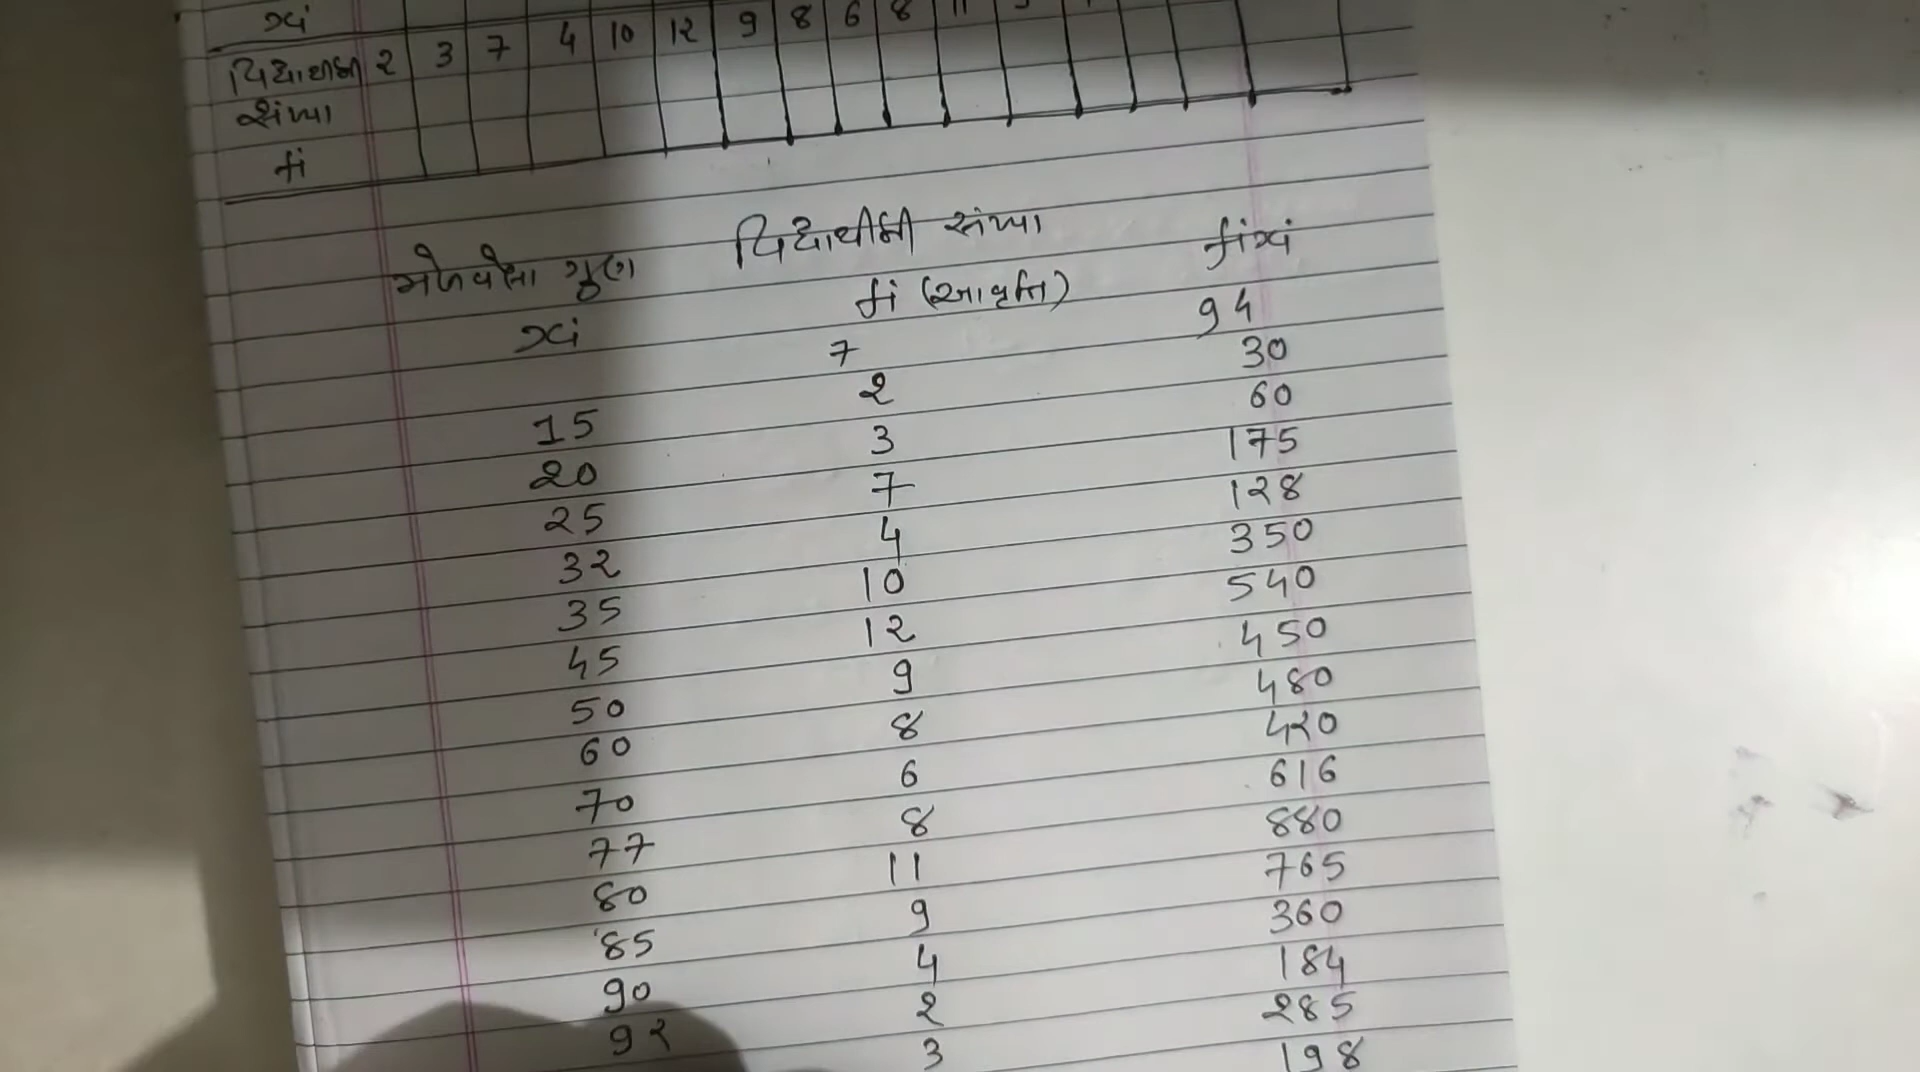 xi
વિદ્યાર્થીની 2 3 7 4 10 12 9 8 6 8 11
સંખ્યા
fi
મેળવેલા ગુણ વિદ્યાર્થીની સંખ્યા fixi
xi fi (આવૃત્તિ)
7 94
2 30
15 3 60
20 7 175
25 4 128
32 10 350
35 12 540
45 9 450
50 8 480
60 6 420
70 8 616
77 11 880
80 9 765
85 4 360
90 2 184
92 3 285
198